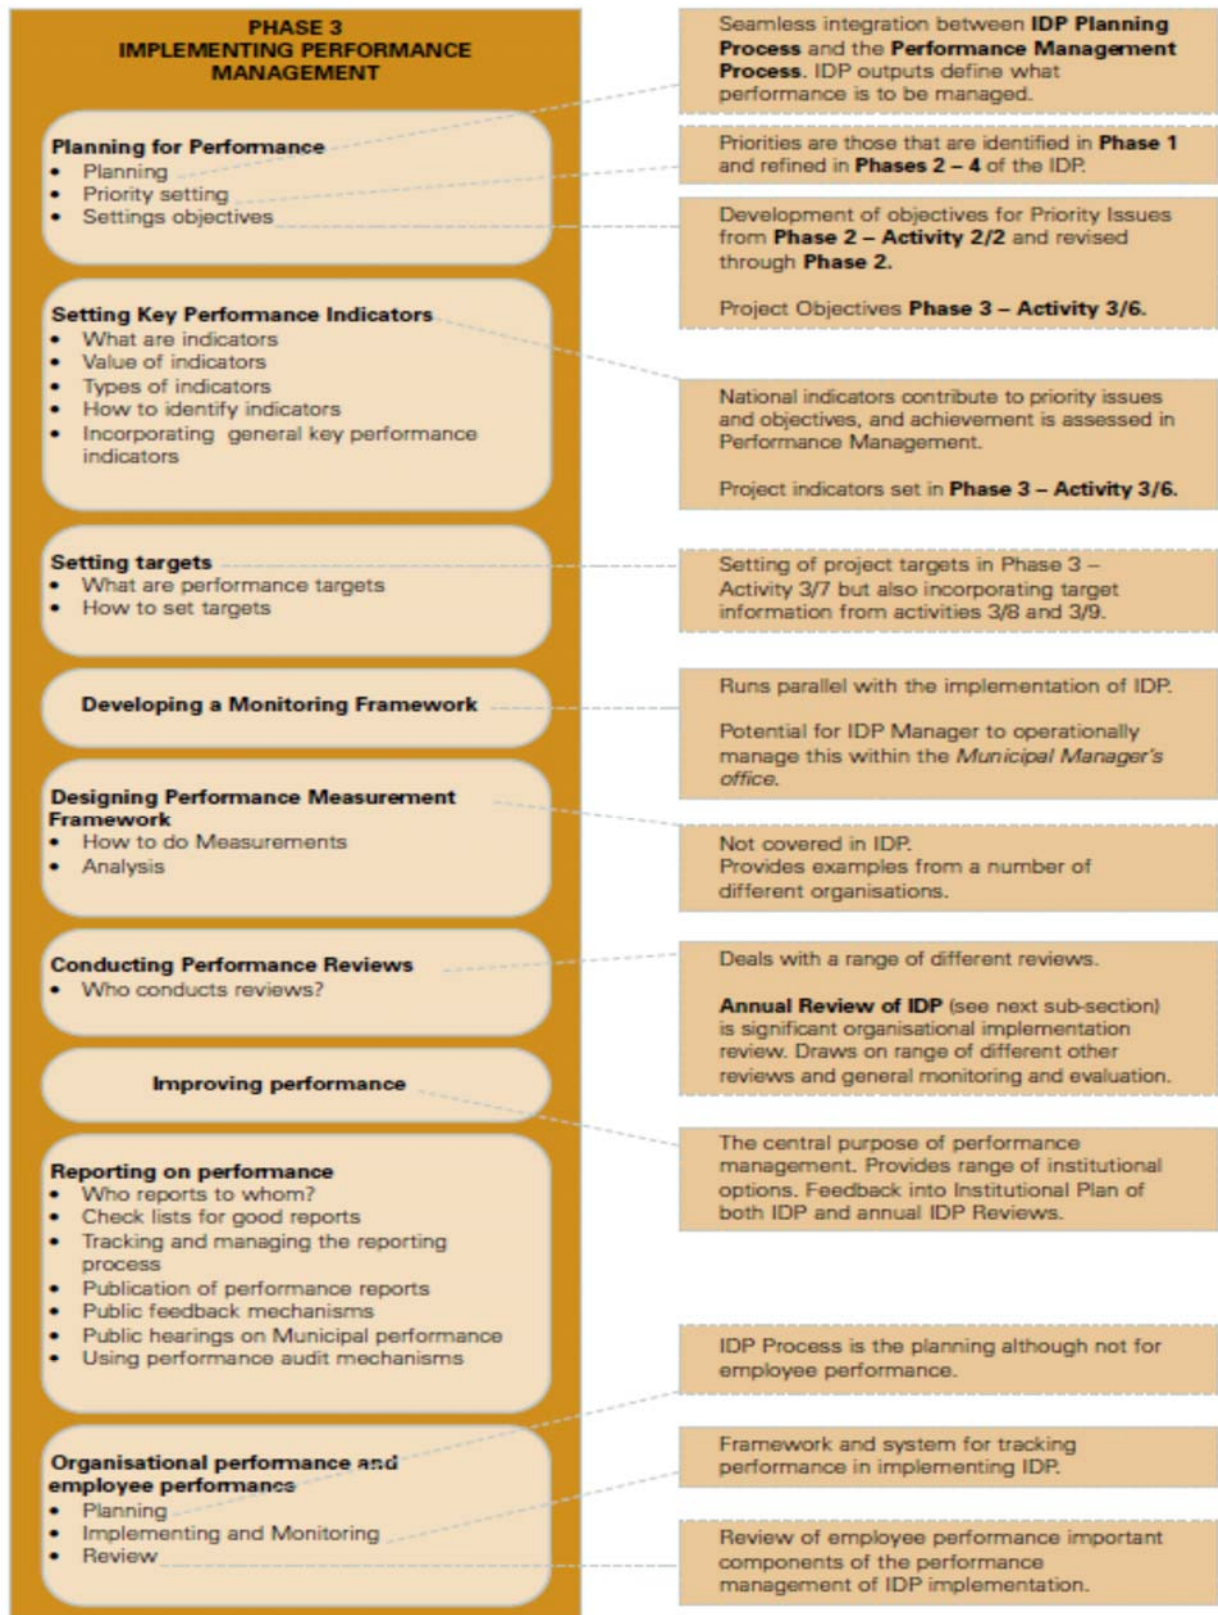 PHASE 3
IMPLEMENTING PERFORMANCE
MANAGEMENT
Planning for Performance
• Planning
• Priority setting
• Settings objectives
Setting Key Performance Indicators
• What are indicators
• Value of indicators
• Types of indicators
• How to identify indicators
• Incorporating general key performance
indicators
Setting targets
• What are performance targets
• How to set targets
Developing a Monitoring Framework
Designing Performance Measurement
Framework
• How to do Measurements
• Analysis
Conducting Performance Reviews
• Who conducts reviews?
Improving performance
Reporting on performance
• Who reports to whom?
• Check lists for good reports
• Tracking and managing the reporting
process
• Publication of performance reports
• Public feedback mechanisms
• Public hearings on Municipal performance
• Using performance audit mechanisms
Organisational performance and
employee performance
• Planning
• Implementing and Monitoring
• Review
Seamless integration between IDP Planning
Process and the Performance Management
Process. IDP outputs define what
performance is to be managed.
Priorities are those that are identified in Phase 1
and refined in Phases 2 – 4 of the IDP.
Development of objectives for Priority Issues
from Phase 2 – Activity 2/2 and revised
through Phase 2.
Project Objectives Phase 3 – Activity 3/6.
National indicators contribute to priority issues
and objectives, and achievement is assessed in
Performance Management.
Project indicators set in Phase 3 – Activity 3/6.
Setting of project targets in Phase 3 –
Activity 3/7 but also incorporating target
information from activities 3/8 and 3/9.
Runs parallel with the implementation of IDP.
Potential for IDP Manager to operationally
manage this within the Municipal Manager's
office.
Not covered in IDP.
Provides examples from a number of
different organisations.
Deals with a range of different reviews.
Annual Review of IDP (see next sub-section)
is significant organisational implementation
review. Draws on range of different other
reviews and general monitoring and evaluation.
The central purpose of performance
management. Provides range of institutional
options. Feedback into Institutional Plan of
both IDP and annual IDP Reviews.
IDP Process is the planning although not for
employee performance.
Framework and system for tracking
performance in implementing IDP.
Review of employee performance important
components of the performance
management of IDP implementation.